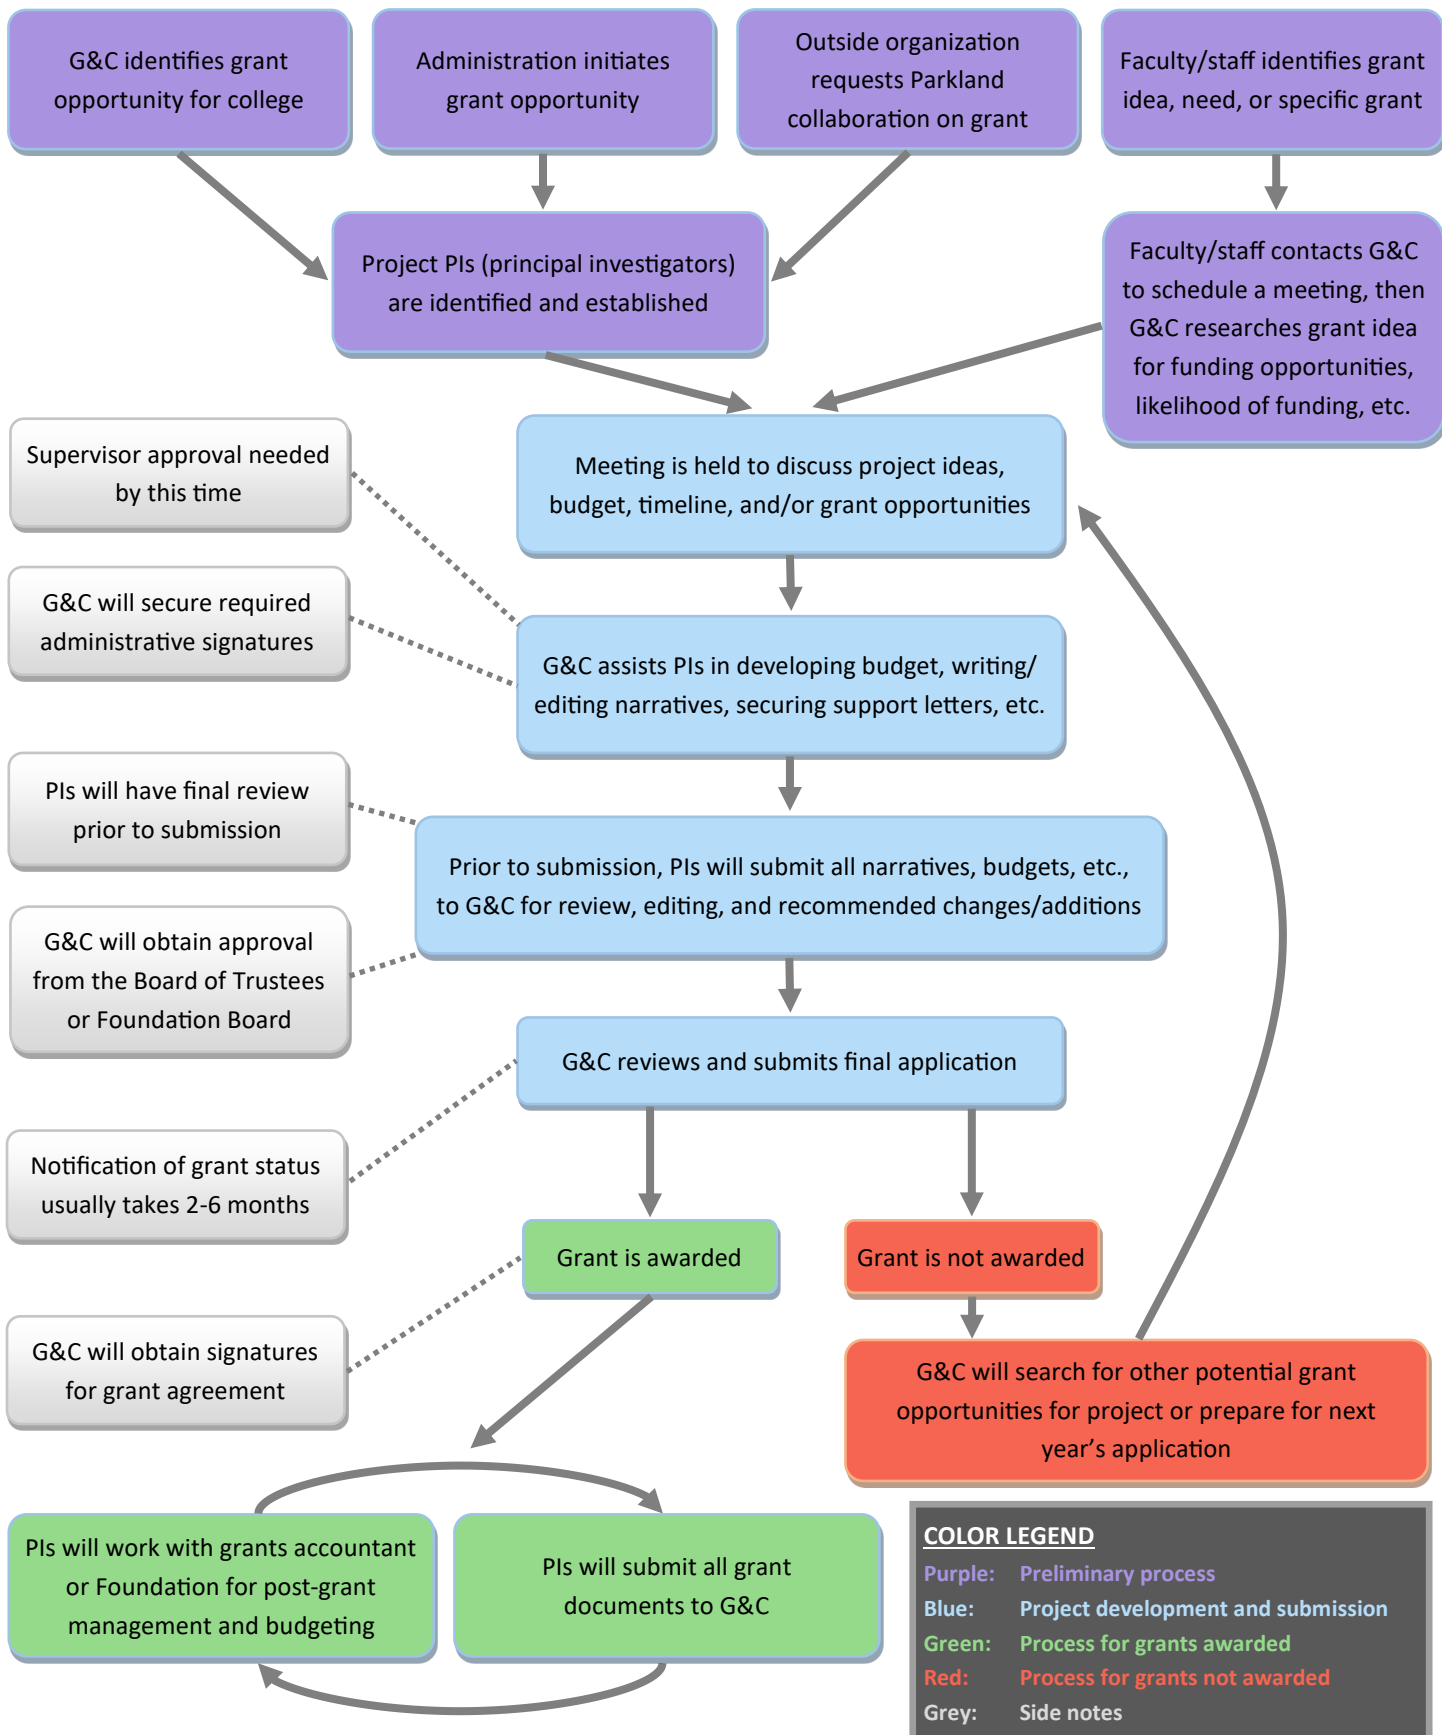 G&C identifies grant
opportunity for college
Administration initiates
grant opportunity
Outside organization
requests Parkland
collaboration on grant
Faculty/staff identifies grant
idea, need, or specific grant
Project PIs (principal investigators)
are identified and established
Faculty/staff contacts G&C
to schedule a meeting, then
G&C researches grant idea
for funding opportunities,
likelihood of funding, etc.
Supervisor approval needed
by this time
Meeting is held to discuss project ideas,
budget, timeline, and/or grant opportunities
G&C will secure required
administrative signatures
G&C assists PIs in developing budget, writing/
editing narratives, securing support letters, etc.
PIs will have final review
prior to submission
Prior to submission, PIs will submit all narratives, budgets, etc.,
to G&C for review, editing, and recommended changes/additions
G&C will obtain approval
from the Board of Trustees
or Foundation Board
G&C reviews and submits final application
Notification of grant status
usually takes 2-6 months
Grant is awarded
Grant is not awarded
G&C will obtain signatures
for grant agreement
G&C will search for other potential grant
opportunities for project or prepare for next
year's application
PIs will work with grants accountant
or Foundation for post-grant
management and budgeting
PIs will submit all grant
documents to G&C
COLOR LEGEND
Purple: Preliminary process
Blue: Project development and submission
Green: Process for grants awarded
Red: Process for grants not awarded
Grey: Side notes